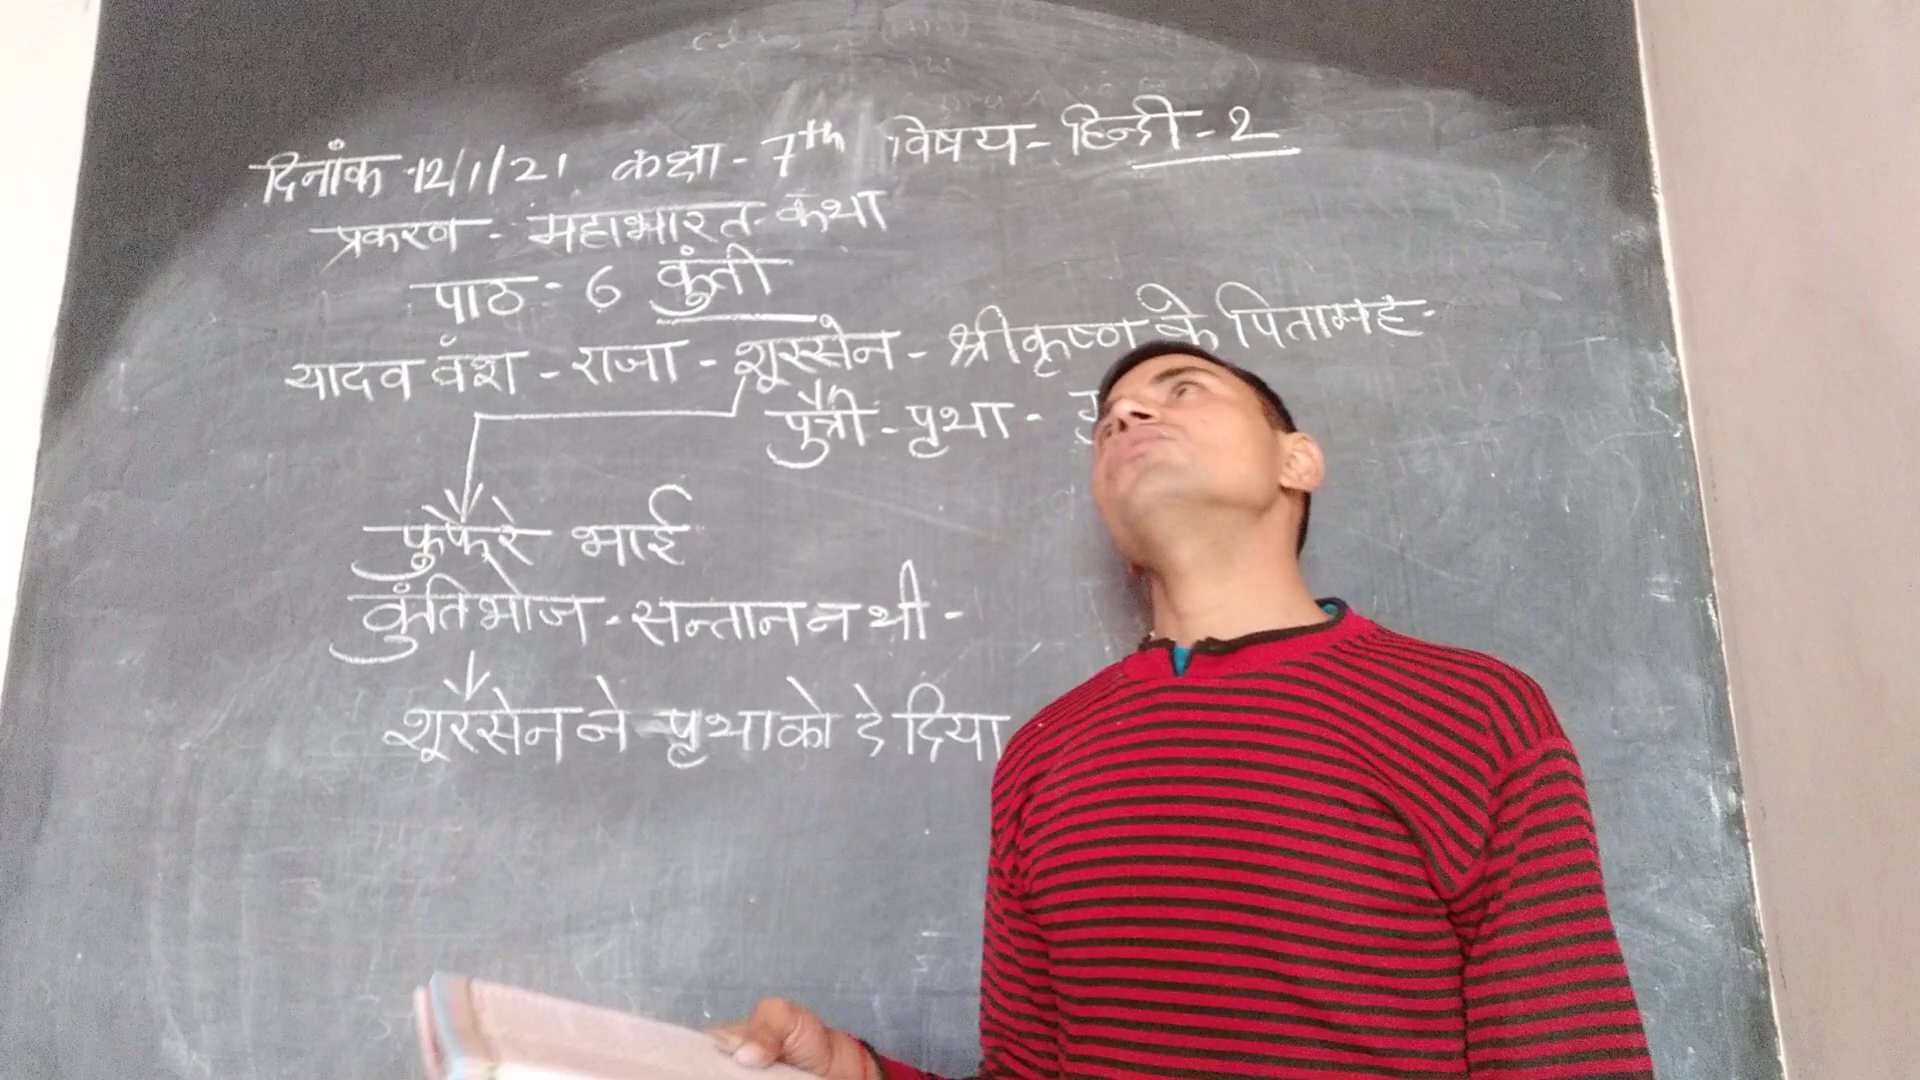 दिनांक 12/1/21 कक्षा - 7th विषय - हिन्दी - 2
प्रकरण - महाभारत - कथा
पाठ - 6 कुंती
यादव वंश - राजा - शूरसेन - श्रीकृष्ण के पितामह -
पुत्री - पृथा -
फुफेरे भाई
कुंतिभोज - सन्तान न थी -
शूरसेन ने पृथा को दे दिया